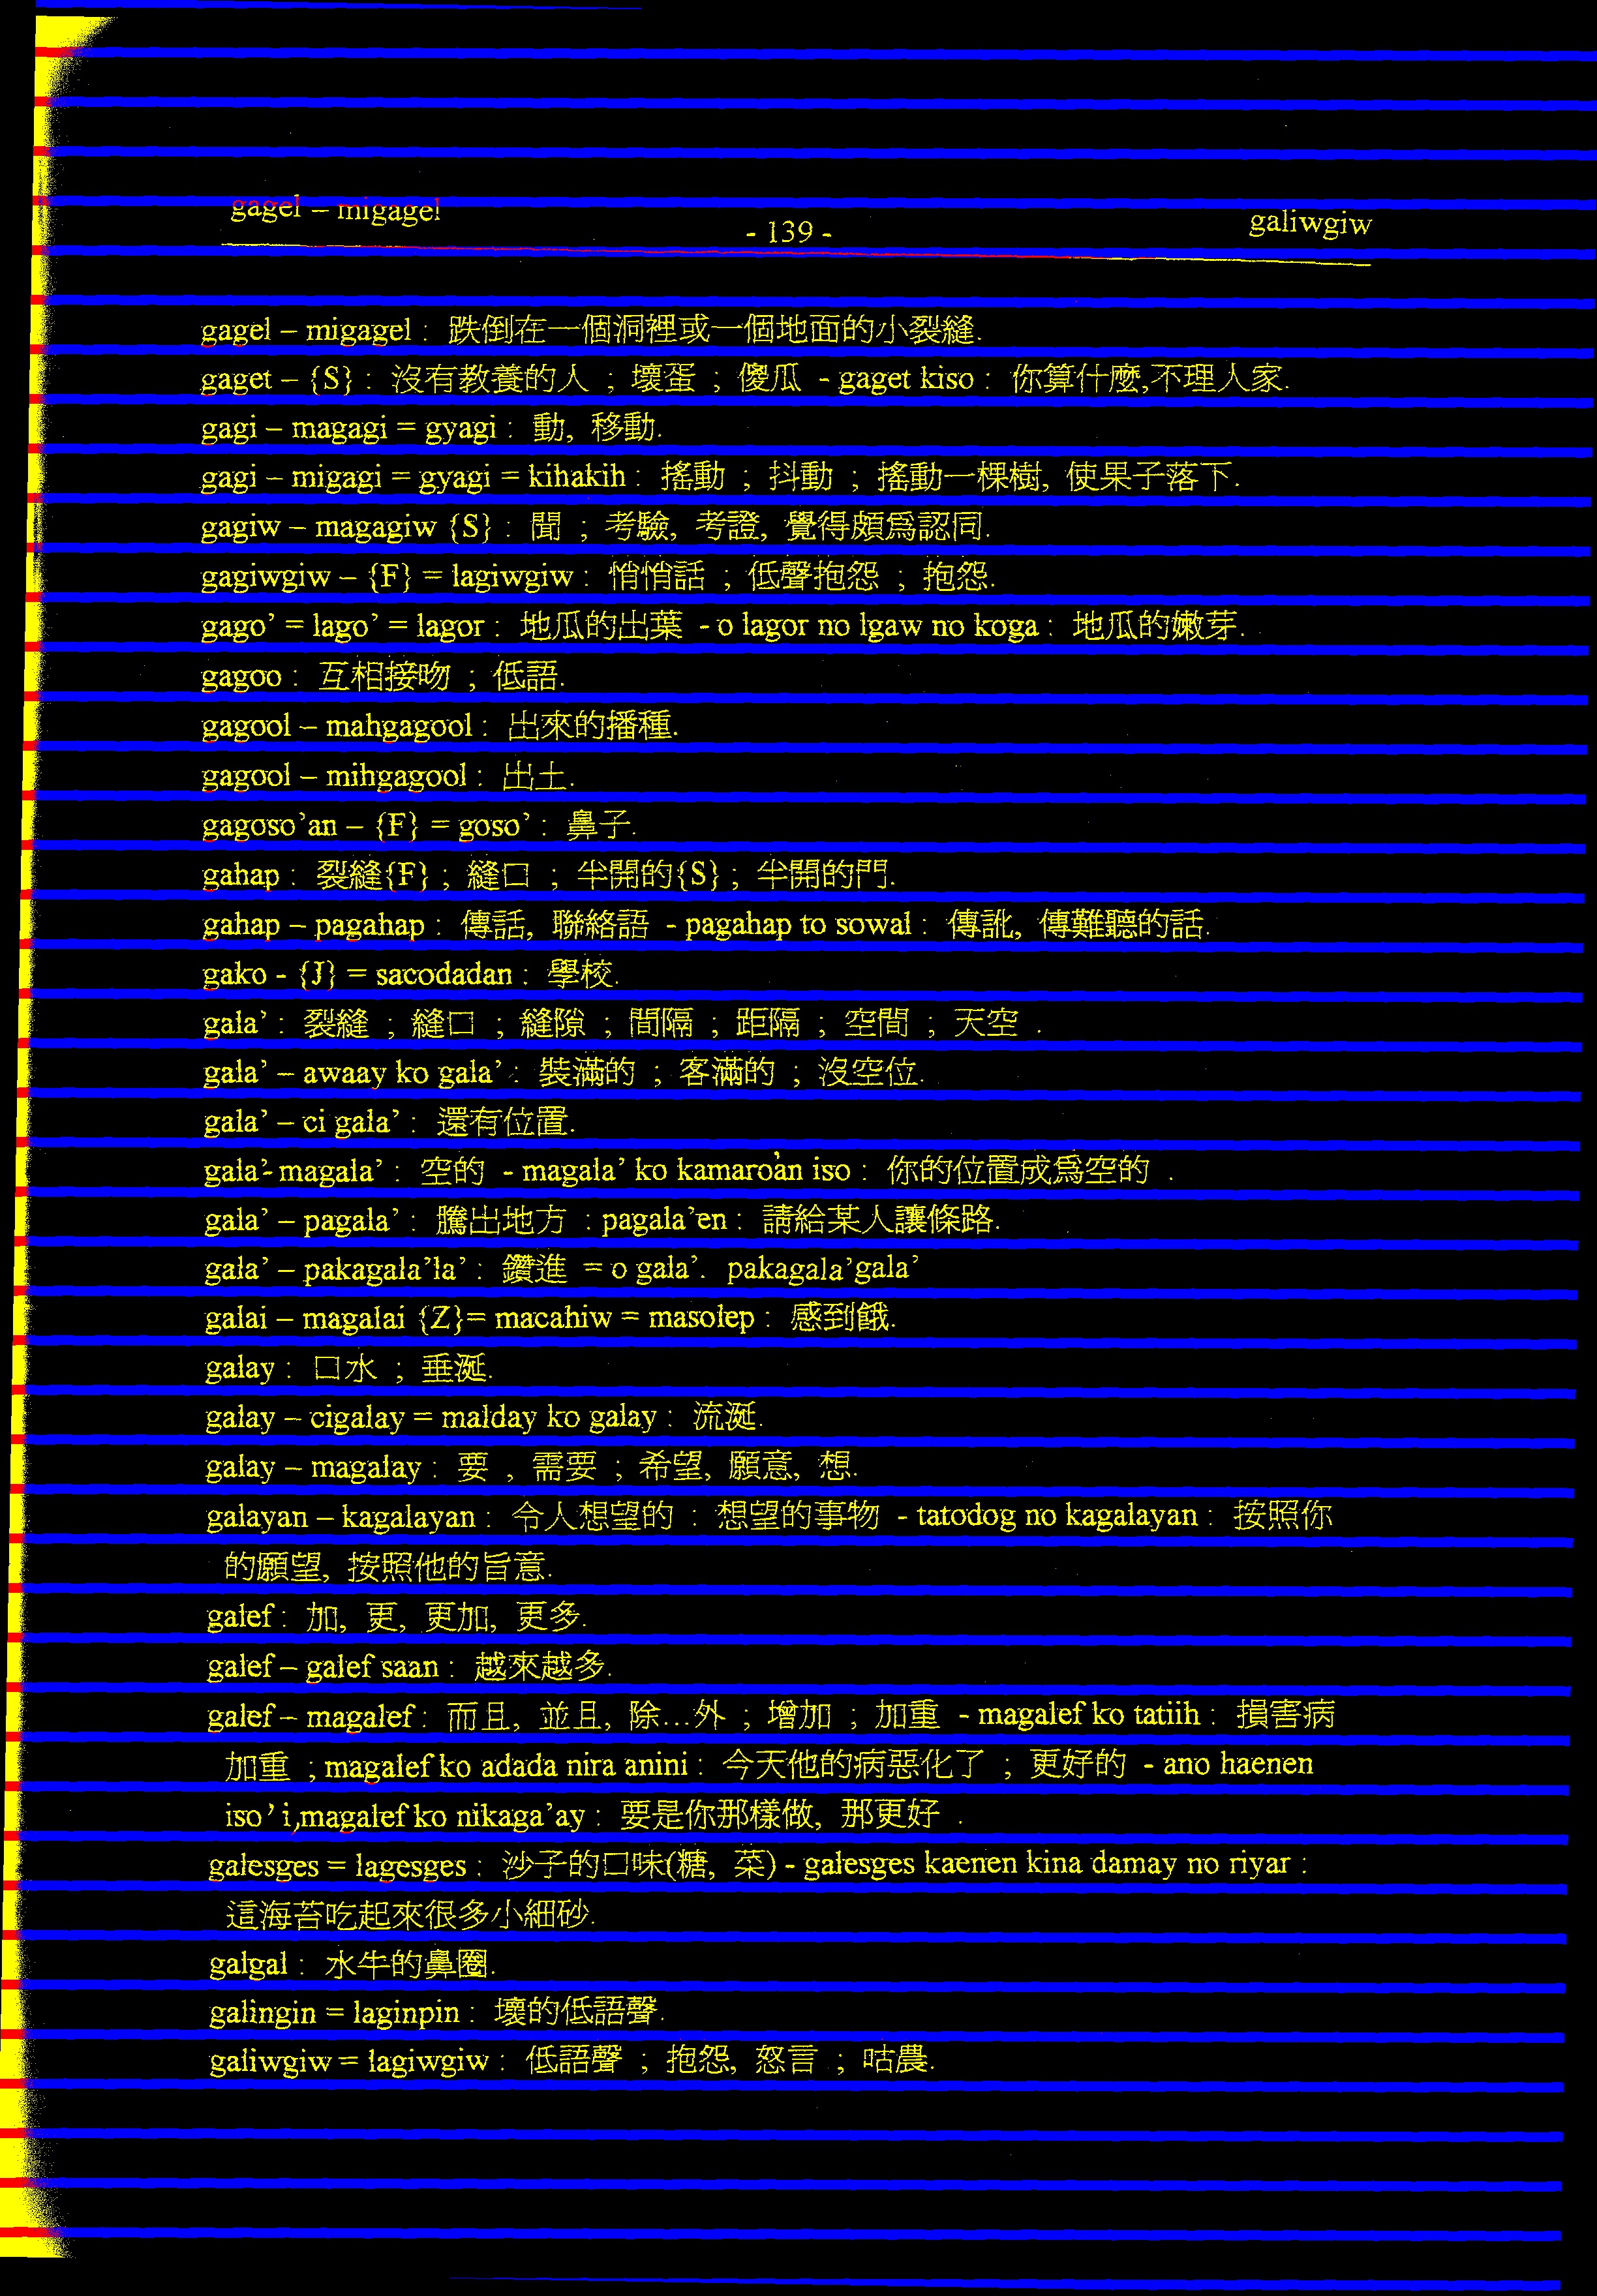 gagel – migagel - 139 - galiwgiw
gagel – migagel : 跌倒在一個洞裡或一個地面的小裂縫.
gaget – {S} : 沒有教養的人 ; 壞蛋 ; 傻瓜 - gaget kiso : 你算什麼,不理人家.
gagi – magagi = gyagi : 動, 移動.
gagi – migagi = gyagi = kihakih : 搖動 ; 抖動 ; 搖動一棵樹, 使果子落下.
gagiw – magagiw {S} : 聞 ; 考驗, 考證, 覺得頗爲認同.
gagiwgiw – {F} = lagiwgiw : 悄悄話 ; 低聲抱怨 ; 抱怨.
gago’ = lago’ = lagor : 地瓜的出葉 - o lagor no lgaw no koga : 地瓜的嫩芽.
gagoo : 互相接吻 ; 低語.
gagool – mahgagool : 出來的播種.
gagool – mihgagool : 出土.
gagoso’an – {F} = goso’ : 鼻子.
gahap : 裂縫{F} ; 縫口 ; 半開的{S} ; 半開的門.
gahap – pagahap : 傳話, 聯絡語 - pagahap to sowal : 傳訛, 傳難聽的話.
gako - {J} = sacodadan : 學校.
gala’ : 裂縫 ; 縫口 ; 縫隙 ; 間隔 ; 距隔 ; 空間 ; 天空 .
gala’ – awaay ko gala’ : 裝滿的 ; 客滿的 ; 沒空位.
gala’ – ci gala’ : 還有位置.
gala’- magala’ : 空的 - magala’ ko kamaro’an iso : 你的位置成爲空的 .
gala’ – pagala’ : 騰出地方 : pagala’en : 請給某人讓條路.
gala’ – pakagala’la’ : 鑽進 = o gala’. pakagala’gala’
galai – magalai {Z}= macahiw = masolep : 感到餓.
galay : 口水 ; 垂涎.
galay – cigalay = malday ko galay : 流涎.
galay – magalay : 要 , 需要 ; 希望, 願意, 想.
galayan – kagalayan : 令人想望的 : 想望的事物 - tatodog no kagalayan : 按照你
的願望, 按照他的旨意.
galef : 加, 更, 更加, 更多.
galef – galef saan : 越來越多.
galef – magalef : 而且, 並且, 除...外 ; 增加 ; 加重 - magalef ko tatiih : 損害病
加重 ; magalef ko adada nira anini : 今天他的病惡化了 ; 更好的 - ano haenen
iso’ i,magalef ko nikaga’ay : 要是你那樣做, 那更好 .
galesges = lagesges : 沙子的口味(糖, 菜) - galesges kaenen kina damay no riyar :
這海苔吃起來很多小細砂.
galgal : 水牛的鼻圈.
galingin = laginpin : 壞的低語聲.
galiwgiw = lagiwgiw : 低語聲 ; 抱怨, 怒言 ; 咕農.